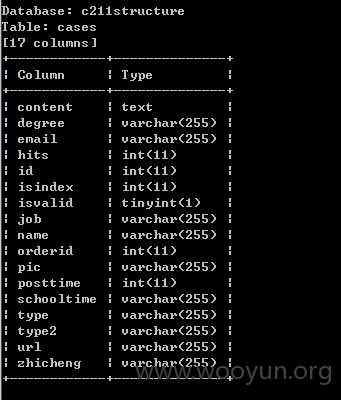 Database: c211structure
Table: cases
[17 columns]
+------------+--------------+
¦ Column ¦ Type ¦
+------------+--------------+
¦ content ¦ text ¦
¦ degree ¦ varchar(255) ¦
¦ email ¦ varchar(255) ¦
¦ hits ¦ int(11) ¦
¦ id ¦ int(11) ¦
¦ isindex ¦ int(11) ¦
¦ isvalid ¦ tinyint(1) ¦
¦ job ¦ varchar(255) ¦
¦ name ¦ varchar(255) ¦
¦ orderid ¦ int(11) ¦
¦ pic ¦ varchar(255) ¦
¦ posttime ¦ int(11) ¦
¦ schooltime ¦ varchar(255) ¦
¦ type ¦ varchar(255) ¦
¦ type2 ¦ varchar(255) ¦
¦ url ¦ varchar(255) ¦
¦ zhicheng ¦ varchar(255) ¦
+------------+--------------+
www.wooyun.org